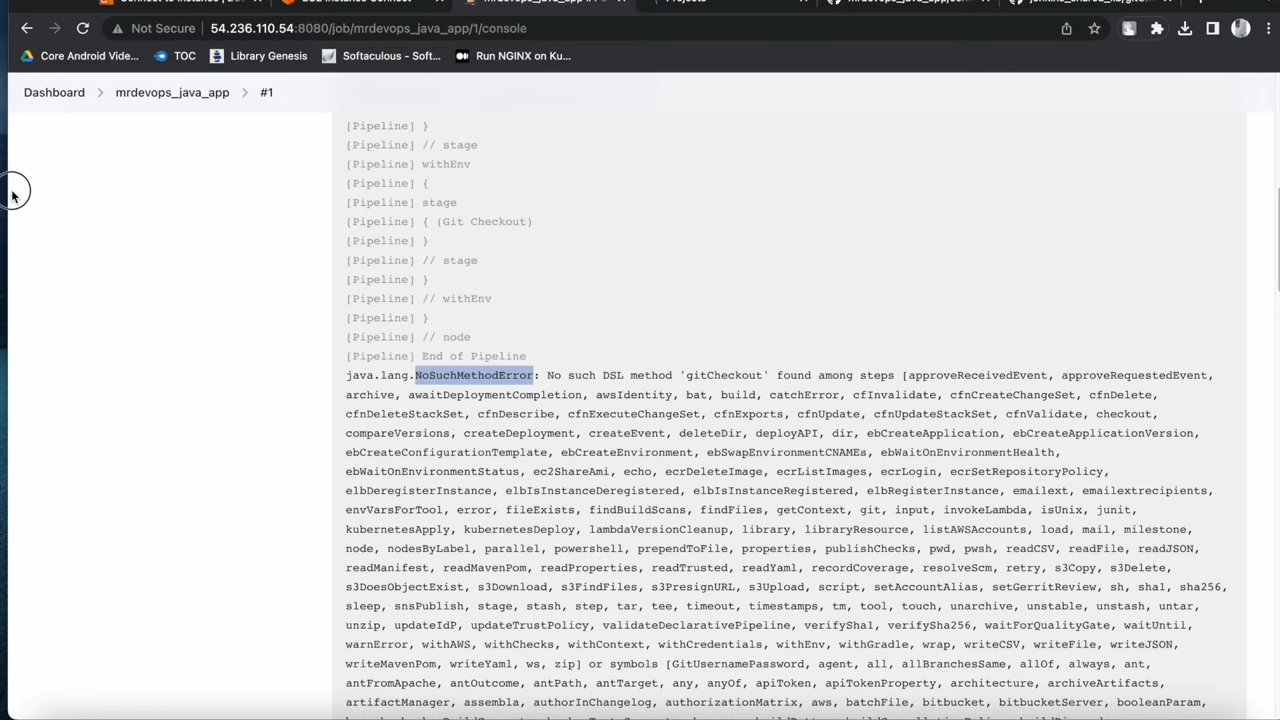 Not Secure
54.236.110.54:8080/job/mrdevops_java_app/1/console
Core Android Vide...
TOC
Library Genesis
Softaculous - Soft...
Run NGINX on Ku...
Dashboard > mrdevops_java_app > #1
[Pipeline] }
[Pipeline] // stage
[Pipeline] withEnv
[Pipeline] {
[Pipeline] stage
[Pipeline] { (Git Checkout)
[Pipeline] }
[Pipeline] // stage
[Pipeline] }
[Pipeline] // withEnv
[Pipeline] }
[Pipeline] // node
[Pipeline] End of Pipeline
java.lang.NoSuchMethodError: No such DSL method 'gitCheckout' found among steps [approveReceivedEvent, approveRequestedEvent,
archive, awaitDeploymentCompletion, awsIdentity, bat, build, catchError, cfInvalidate, cfnCreateChangeSet, cfnDelete,
cfnDeleteStackSet, cfnDescribe, cfnExecuteChangeSet, cfnExports, cfnUpdate, cfnUpdateStackSet, cfnValidate, checkout,
compareVersions, createDeployment, createEvent, deleteDir, deployAPI, dir, ebCreateApplication, ebCreateApplicationVersion,
ebCreateConfigurationTemplate, ebCreateEnvironment, ebSwapEnvironmentCNAMEs, ebWaitOnEnvironmentHealth,
ebWaitOnEnvironmentStatus, ec2ShareAmi, echo, ecrDeleteImage, ecrListImages, ecrLogin, ecrSetRepositoryPolicy,
elbDeregisterInstance, elbIsInstanceDeregistered, elbIsInstanceRegistered, elbRegisterInstance, emailext, emailextrecipients,
envVarsForTool, error, fileExists, findBuildScans, findFiles, getContext, git, input, invokeLambda, isUnix, junit,
kubernetesApply, kubernetesDeploy, lambdaVersionCleanup, library, libraryResource, listAWSAccounts, load, mail, milestone,
node, nodesByLabel, parallel, powershell, prependToFile, properties, publishChecks, pwd, pwsh, readCSV, readFile, readJSON,
readManifest, readMavenPom, readProperties, readTrusted, readYaml, recordCoverage, resolveScm, retry, s3Copy, s3Delete,
s3DoesObjectExist, s3Download, s3FindFiles, s3PresignURL, s3Upload, script, setAccountAlias, setGerritReview, sh, sha1, sha256,
sleep, snsPublish, stage, stash, step, tar, tee, timeout, timestamps, tm, tool, touch, unarchive, unstable, unstash, untar,
unzip, updateIdP, updateTrustPolicy, validateDeclarativePipeline, verifySha1, verifySha256, waitForQualityGate, waitUntil,
warnError, withAWS, withChecks, withContext, withCredentials, withEnv, withGradle, wrap, writeCSV, writeFile, writeJSON,
writeMavenPom, writeYaml, ws, zip] or symbols [GitUsernamePassword, agent, all, allBranchesSame, allOf, always, ant,
antFromApache, antOutcome, antPath, antTarget, any, anyOf, apiToken, apiTokenProperty, architecture, archiveArtifacts,
artifactManager, assembla, authorInChangelog, authorizationMatrix, aws, batchFile, bitbucket, bitbucketServer, booleanParam,